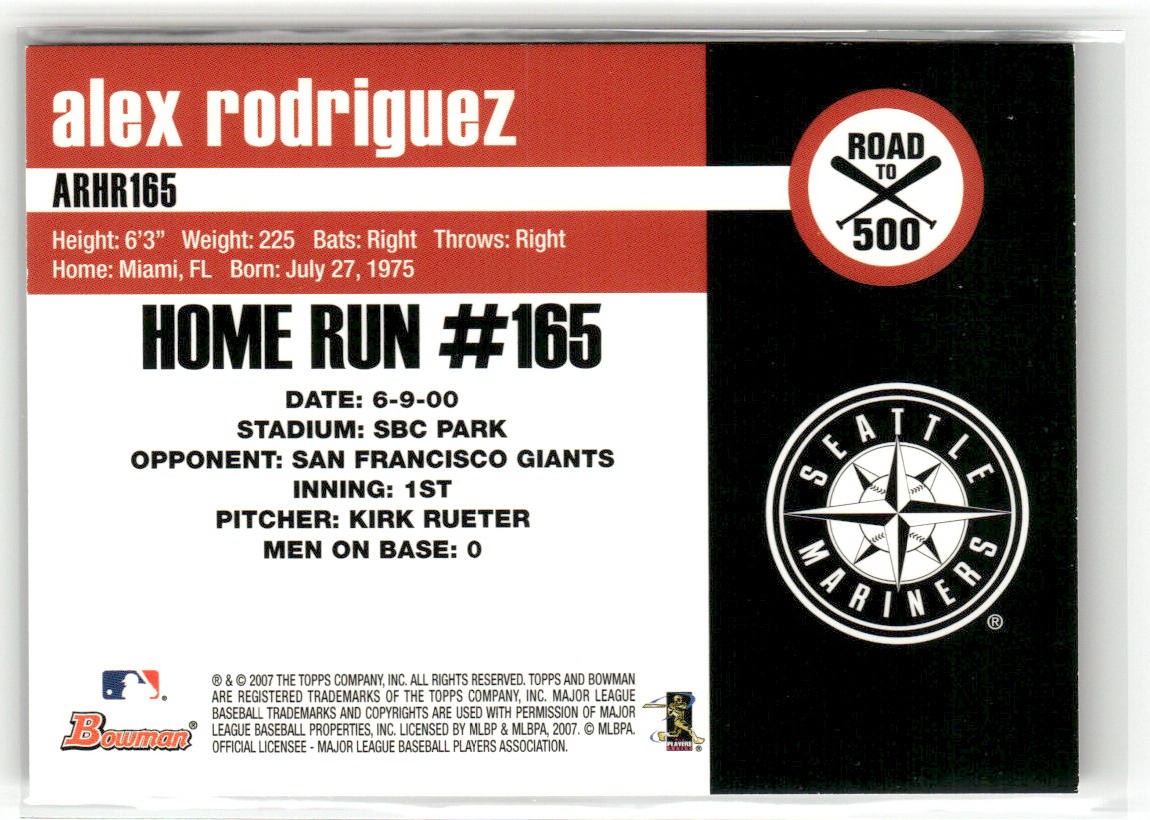 alex rodriguez
ARHR165
Height: 6'3" Weight: 225 Bats: Right Throws: Right
Home: Miami, FL Born: July 27, 1975
ROAD
TO
500
HOME RUN #165
DATE: 6-9-00
STADIUM: SBC PARK
OPPONENT: SAN FRANCISCO GIANTS
INNING: 1ST
PITCHER: KIRK RUETER
MEN ON BASE: 0
SEATTLE
MARINERS
®
Bowman®
® & © 2007 THE TOPPS COMPANY, INC. ALL RIGHTS RESERVED. TOPPS AND BOWMAN
ARE REGISTERED TRADEMARKS OF THE TOPPS COMPANY, INC. MAJOR LEAGUE
BASEBALL TRADEMARKS AND COPYRIGHTS ARE USED WITH PERMISSION OF MAJOR
LEAGUE BASEBALL PROPERTIES, INC. LICENSED BY MLBP & MLBPA, 2007. © MLBPA.
OFFICIAL LICENSEE - MAJOR LEAGUE BASEBALL PLAYERS ASSOCIATION.
PLAYERS